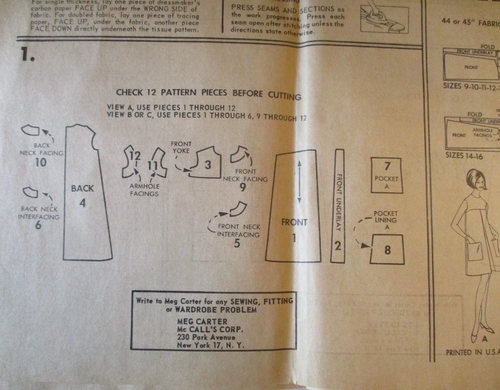 For single thickness, lay one piece of dressmaker's
carbon paper FACE UP under the WRONG SIDE of
fabric. For doubled fabric, lay one piece of tracing
paper, FACE UP, under the fabric, another piece
FACE DOWN directly underneath the tissue pattern.
PRESS SEAMS AND SECTIONS as
the work progresses. Press each
seam open after stitching unless the
directions state otherwise.
44 or 45" FABRIC
1.
CHECK 12 PATTERN PIECES BEFORE CUTTING
VIEW A, USE PIECES 1 THROUGH 12
VIEW B OR C, USE PIECES 1 THROUGH 6, 9 THROUGH 12
BACK
NECK FACING
10
BACK NECK
INTERFACING
6
BACK
4
12
11
ARMHOLE
FACINGS
FRONT
YOKE
3
FRONT
NECK FACING
9
FRONT NECK
INTERFACING
5
FRONT
1
FRONT UNDERLAY
2
7
POCKET
A
POCKET
LINING
A
8
FOLD
FRONT UNDERLAY
SIZES 9-10-11-12-
FOLD
ARMHOLE
FACINGS
SIZES 14-16
A
PRINTED IN U.S.A
Write to Meg Carter for any SEWING, FITTING
or WARDROBE PROBLEM
MEG CARTER
Mc CALL'S CORP.
230 Park Avenue
New York 17, N. Y.